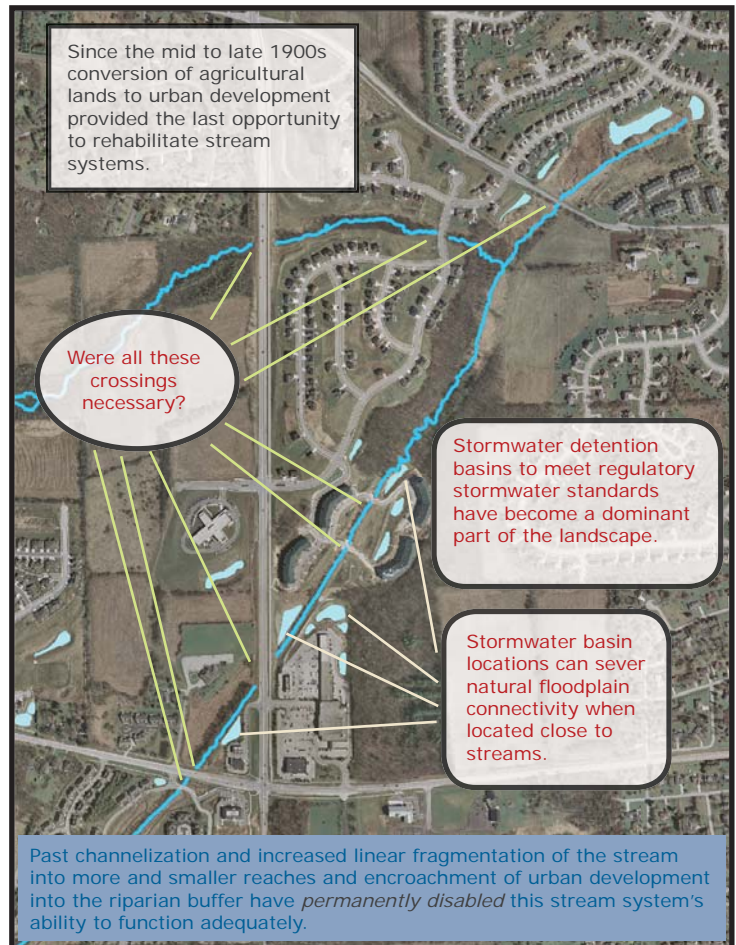 Since the mid to late 1900s
conversion of agricultural
lands to urban development
provided the last opportunity
to rehabilitate stream
systems.
Were all these
crossings
necessary?
Stormwater detention
basins to meet regulatory
stormwater standards
have become a dominant
part of the landscape.
Stormwater basin
locations can sever
natural floodplain
connectivity when
located close to
streams.
Past channelization and increased linear fragmentation of the stream
into more and smaller reaches and encroachment of urban development
into the riparian buffer have permanently disabled this stream system's
ability to function adequately.